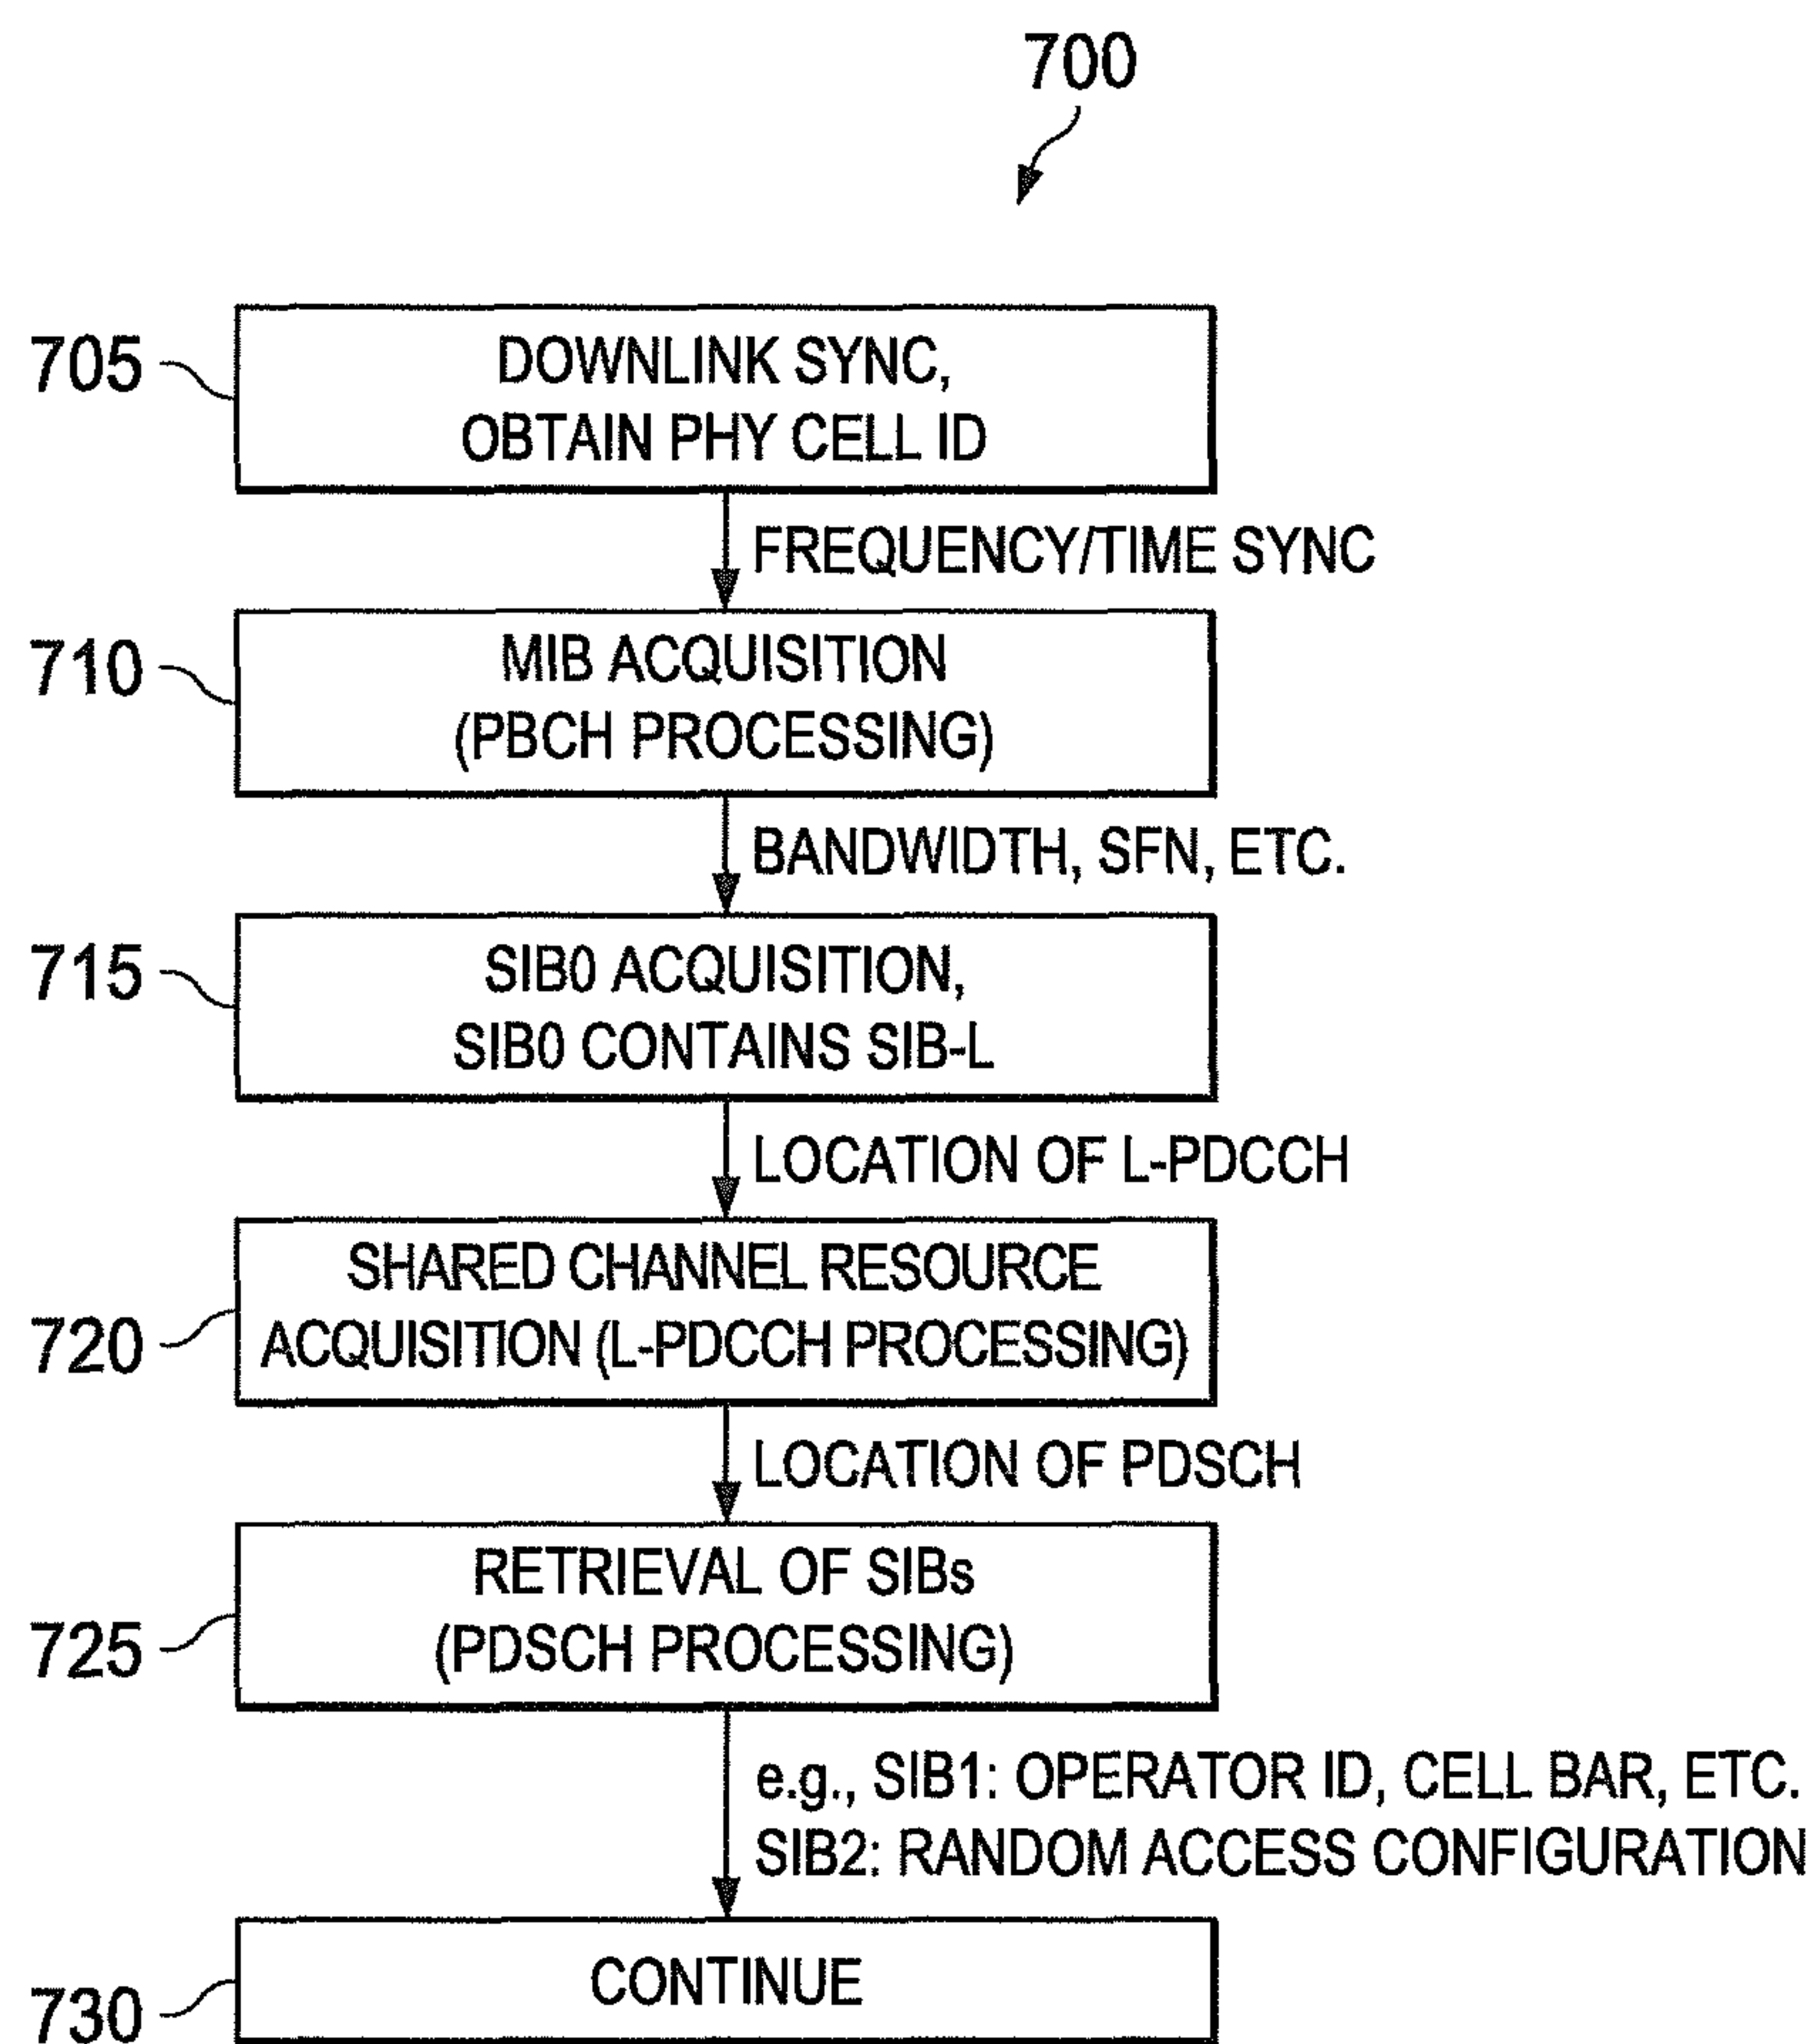 700
705
DOWNLINK SYNC,
OBTAIN PHY CELL ID
FREQUENCY/TIME SYNC
710
MIB ACQUISITION
(PBCH PROCESSING)
BANDWIDTH, SFN, ETC.
715
SIB0 ACQUISITION,
SIB0 CONTAINS SIB-L
LOCATION OF L-PDCCH
720
SHARED CHANNEL RESOURCE
ACQUISITION (L-PDCCH PROCESSING)
LOCATION OF PDSCH
725
RETRIEVAL OF SIBs
(PDSCH PROCESSING)
e.g., SIB1: OPERATOR ID, CELL BAR, ETC.
SIB2: RANDOM ACCESS CONFIGURATION
730
CONTINUE